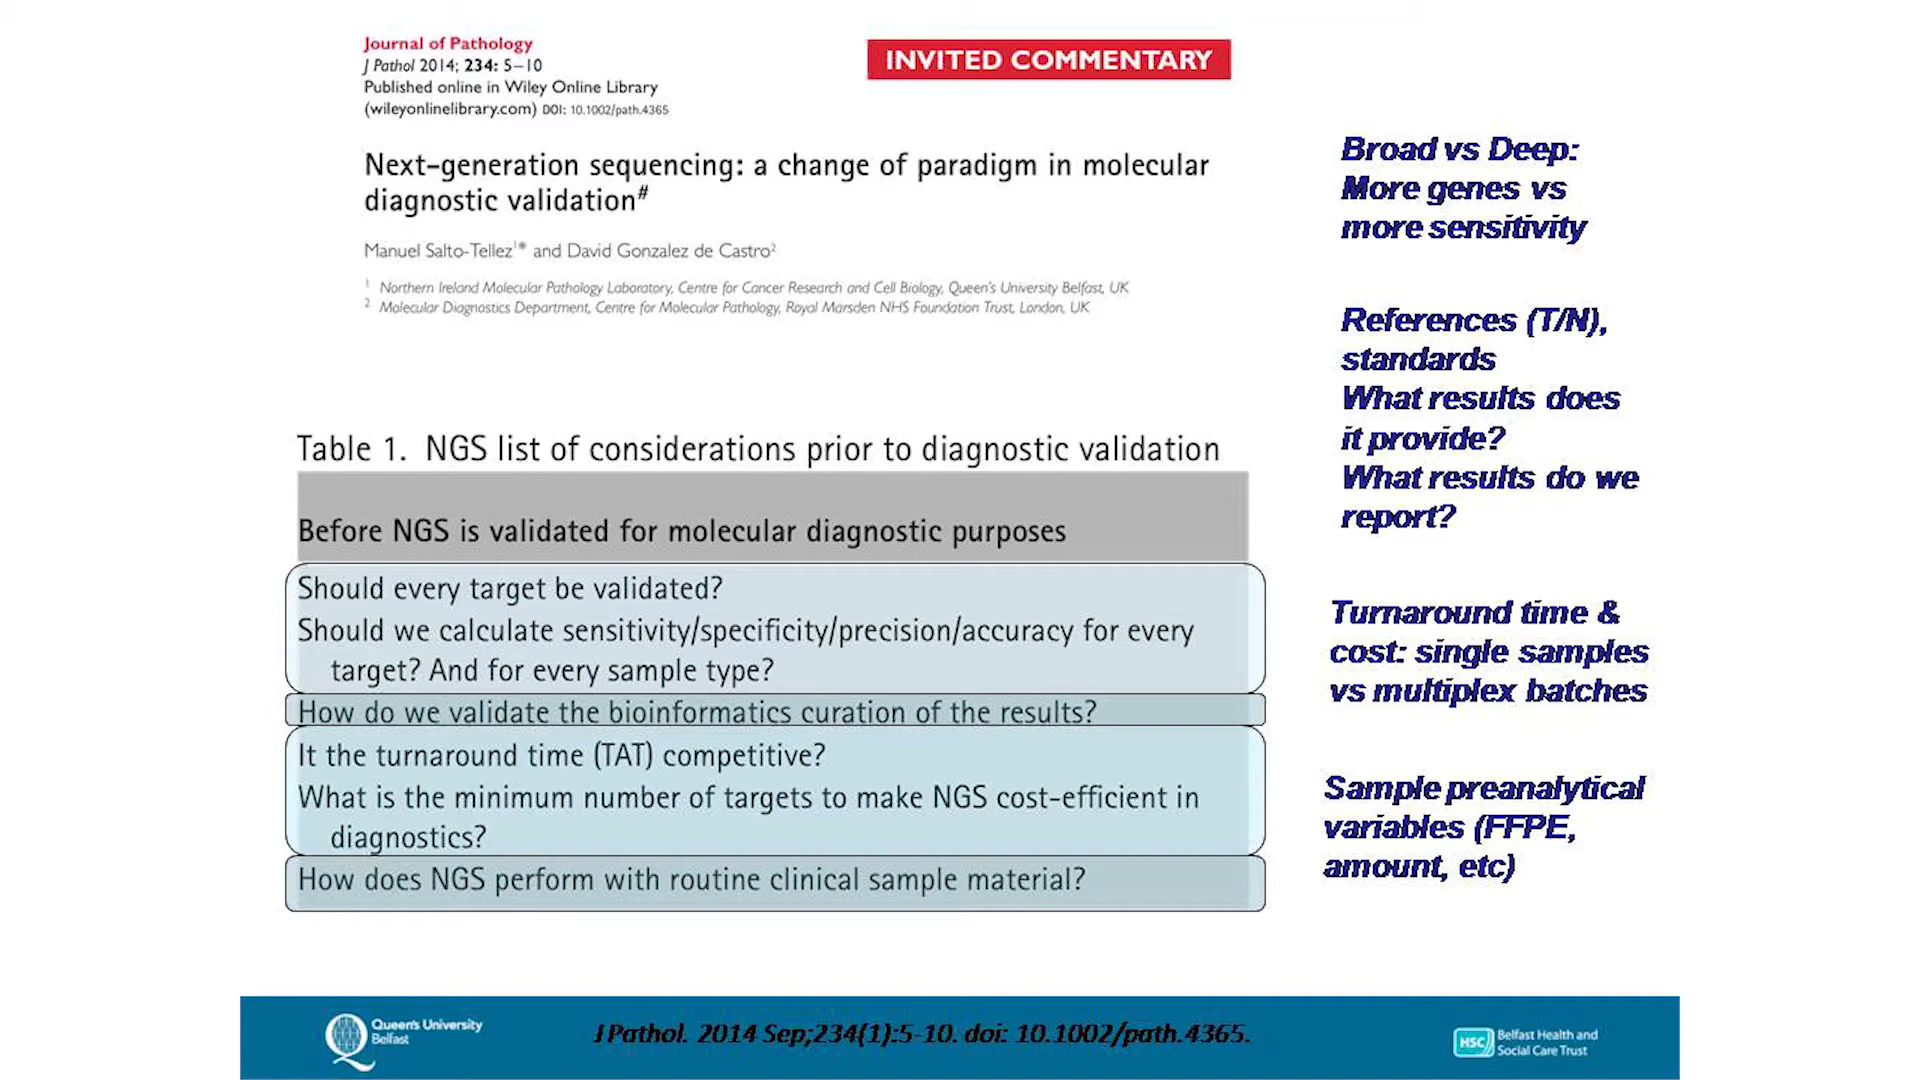 Journal of Pathology
J Pathol 2014; 234: 5–10
Published online in Wiley Online Library
(wileyonlinelibrary.com) DOI: 10.1002/path.4365
INVITED COMMENTARY
Next-generation sequencing: a change of paradigm in molecular
diagnostic validation#
Manuel Salto-Tellez1* and David Gonzalez de Castro2
1 Northern Ireland Molecular Pathology Laboratory, Centre for Cancer Research and Cell Biology, Queen's University Belfast, UK
2 Molecular Diagnostics Department, Centre for Molecular Pathology, Royal Marsden NHS Foundation Trust, London, UK
Table 1. NGS list of considerations prior to diagnostic validation
Before NGS is validated for molecular diagnostic purposes
Should every target be validated?
Should we calculate sensitivity/specificity/precision/accuracy for every
target? And for every sample type?
How do we validate the bioinformatics curation of the results?
It the turnaround time (TAT) competitive?
What is the minimum number of targets to make NGS cost-efficient in
diagnostics?
How does NGS perform with routine clinical sample material?
Broad vs Deep:
More genes vs
more sensitivity
References (T/N),
standards
What results does
it provide?
What results do we
report?
Turnaround time &
cost: single samples
vs multiplex batches
Sample preanalytical
variables (FFPE,
amount, etc)
Queen's University
Belfast
J Pathol. 2014 Sep;234(1):5-10. doi: 10.1002/path.4365.
HSC
Belfast Health and
Social Care Trust